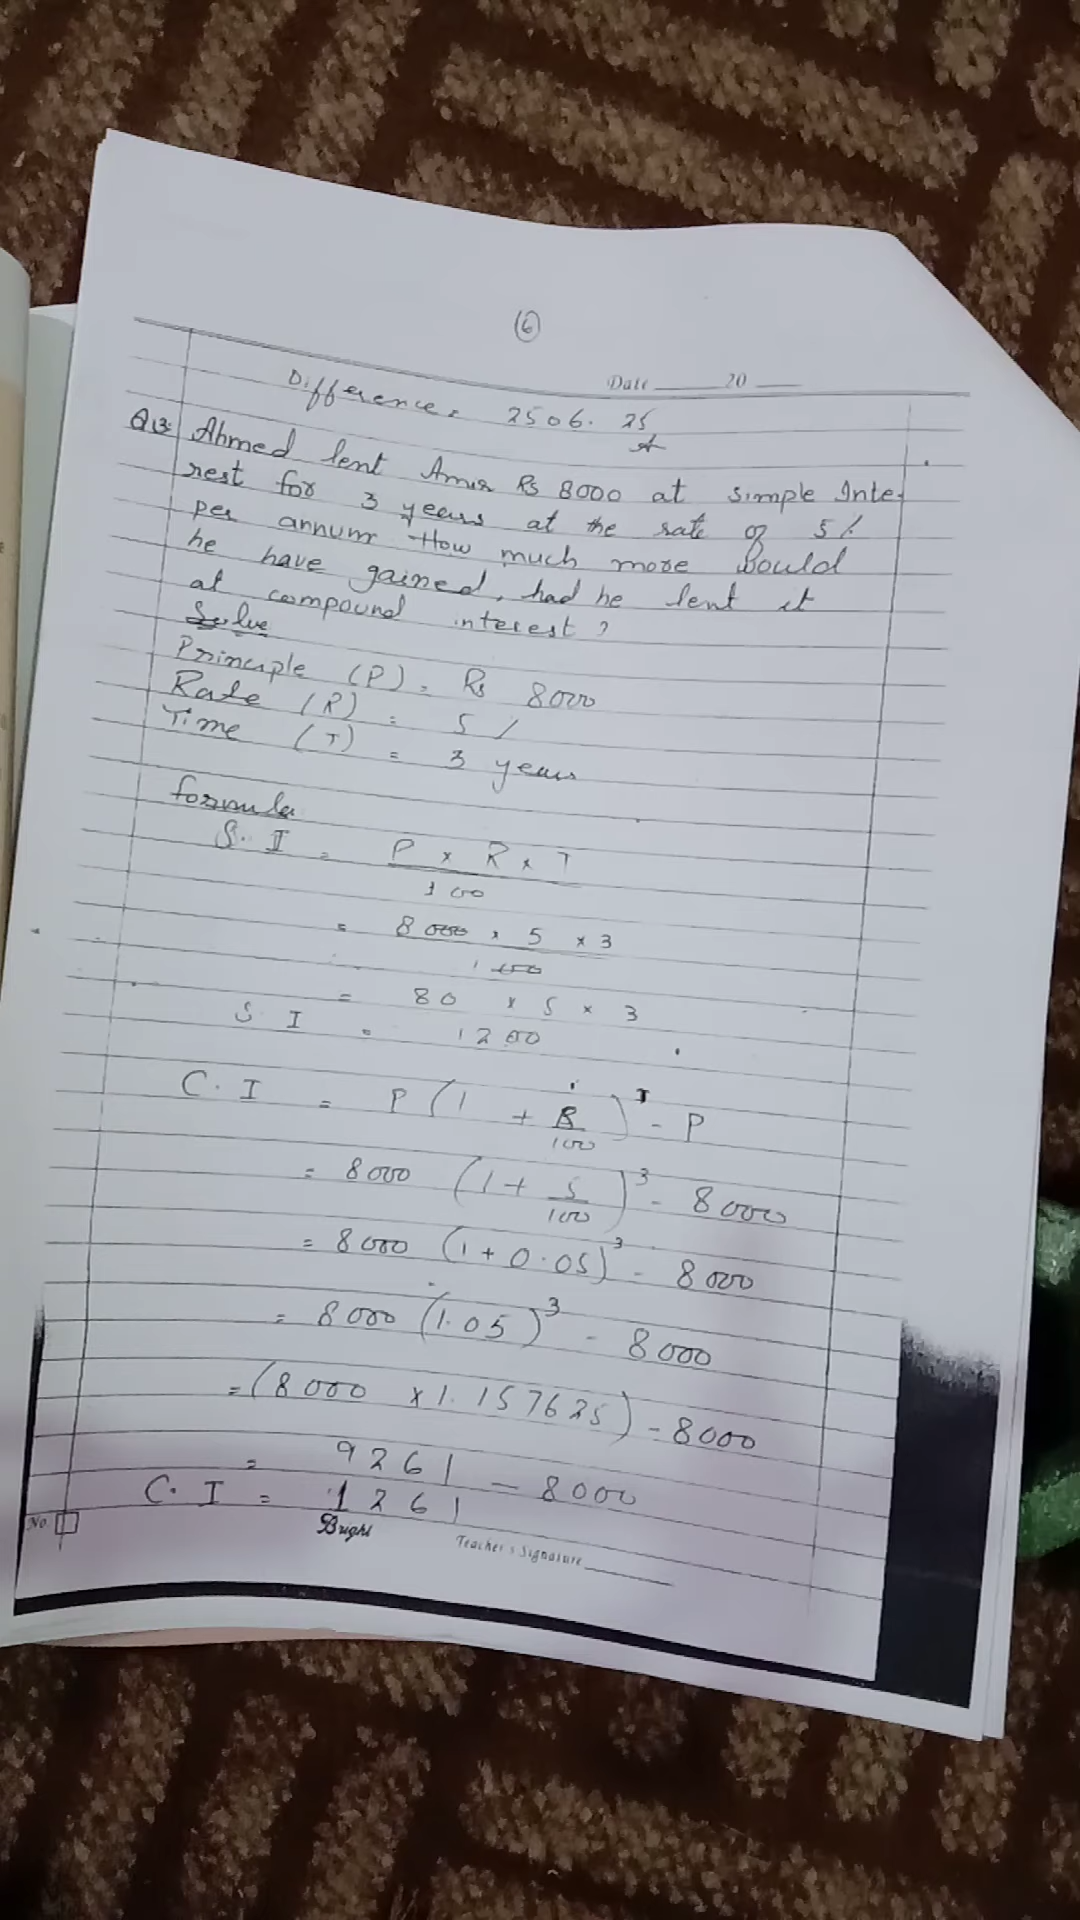 6
Date 20
Difference = 2506.25
Q3: Ahmed lent Amir Rs 8000 at simple Inte-
rest for 3 years at the rate of 5%
per annum How much more would
he have gained, had he lent it
at compound interest?
Solve
Principle (P) = Rs 8000
Rate (R) = 5%
Time (T) = 3 years
formula
S.I = P x R x T
100
= 8000 x 5 x 3
100
= 80 x 5 x 3
S I = 1200
C.I = P (1 + R/100)^T - P
= 8000 (1 + 5/100)^3 - 8000
= 8000 (1 + 0.05)^3 - 8000
= 8000 (1.05)^3 - 8000
= (8000 x 1.157625) - 8000
= 9261 - 8000
C.I = 1261
No.
Bright
Teacher's Signature